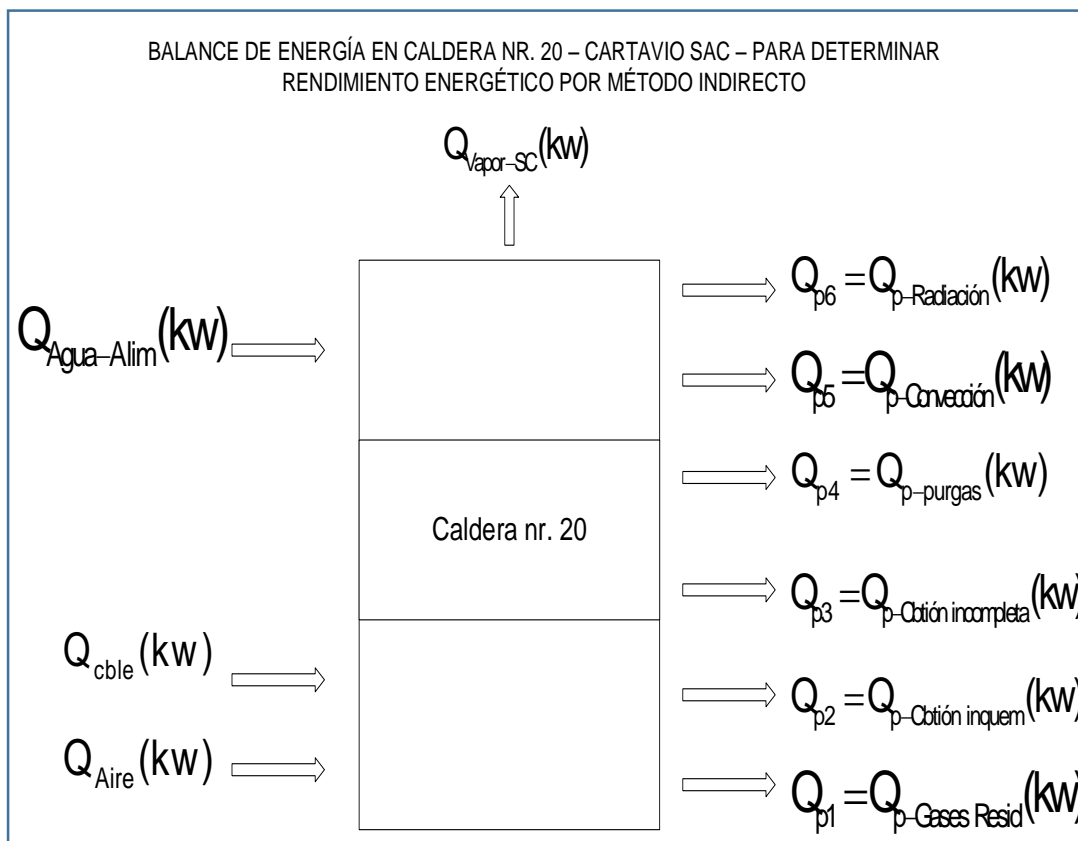 BALANCE DE ENERGÍA EN CALDERA NR. 20 – CARTAVIO SAC – PARA DETERMINAR
RENDIMIENTO ENERGÉTICO POR MÉTODO INDIRECTO
Q Vapor–SC (kw)
Q p6 = Q p–Radiación (kw)
Q Agua–Alim (kw)
Q p5 = Q p–Convección (kw)
Q p4 = Q p–purgas (kw)
Caldera nr. 20
Q p3 = Q p–Cbtión incompleta (kw)
Q cble (kw)
Q p2 = Q p–Cbtión inquem (kw)
Q Aire (kw)
Q p1 = Q p–Gases Resid (kw)